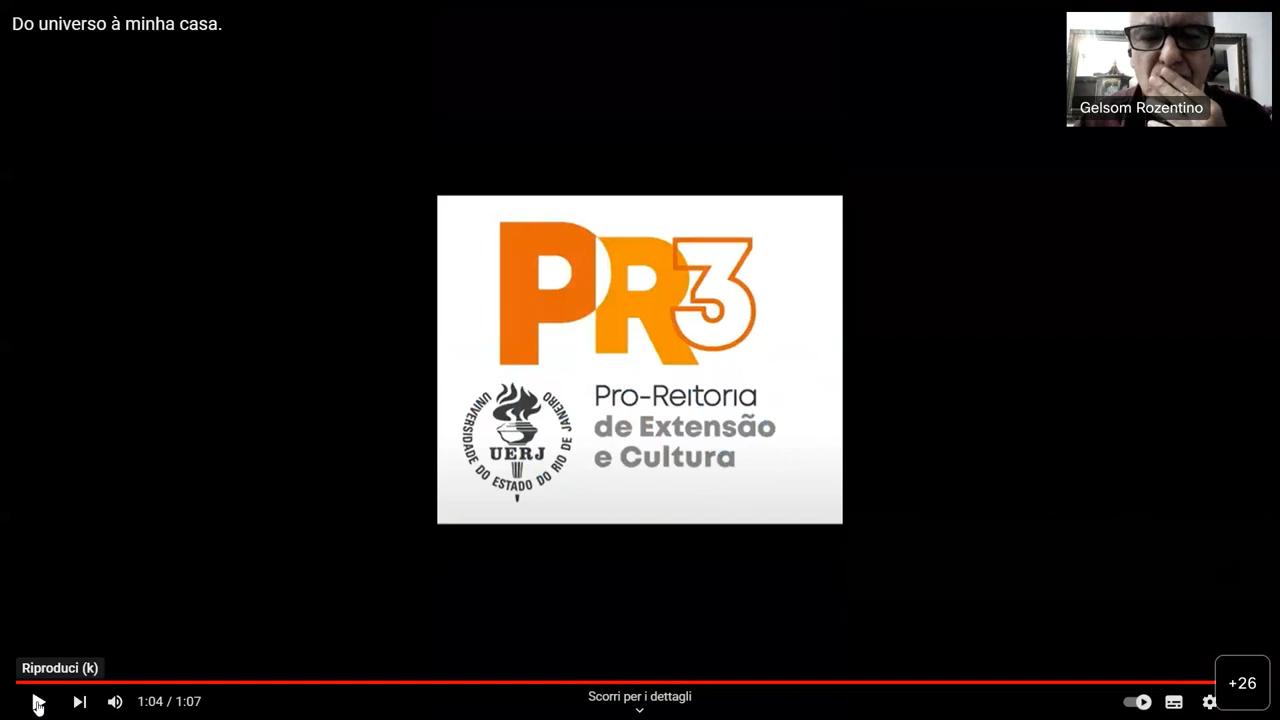 Do universo à minha casa.
Gelsom Rozentino
PR3
UNIVERSIDADE DO ESTADO DO RIO DE JANEIRO
UERJ
Pro-Reitoria
de Extensão
e Cultura
Riproduci (k)
1:04 / 1:07
Scorri per i dettagli
+26